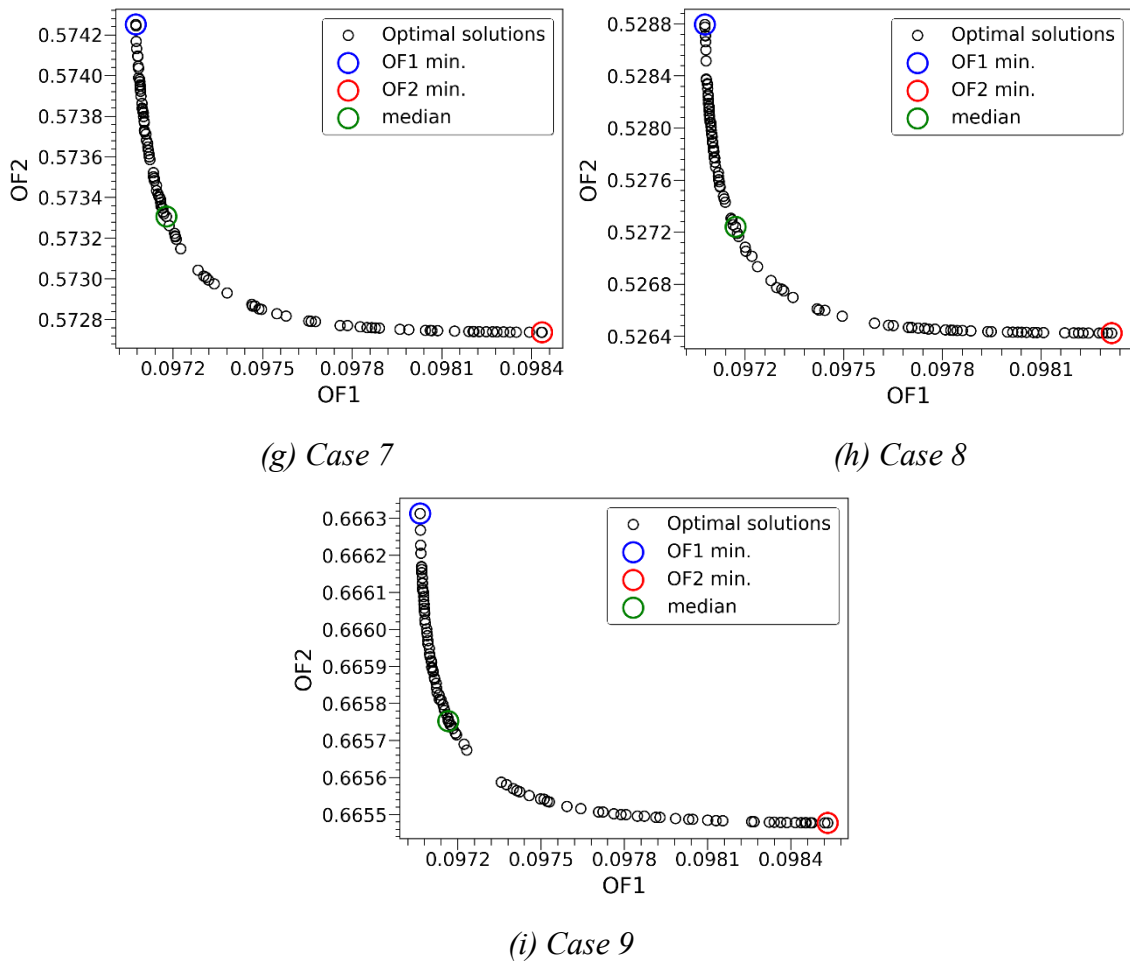 0.5742
0.5740
0.5738
0.5736
0.5734
0.5732
0.5730
0.5728
OF2
0.0972 0.0975 0.0978 0.0981 0.0984
OF1
Optimal solutions
OF1 min.
OF2 min.
median
(g) Case 7
0.5288
0.5284
0.5280
0.5276
0.5272
0.5268
0.5264
OF2
0.0972 0.0975 0.0978 0.0981
OF1
Optimal solutions
OF1 min.
OF2 min.
median
(h) Case 8
0.6663
0.6662
0.6661
0.6660
0.6659
0.6658
0.6657
0.6656
0.6655
OF2
0.0972 0.0975 0.0978 0.0981 0.0984
OF1
Optimal solutions
OF1 min.
OF2 min.
median
(i) Case 9